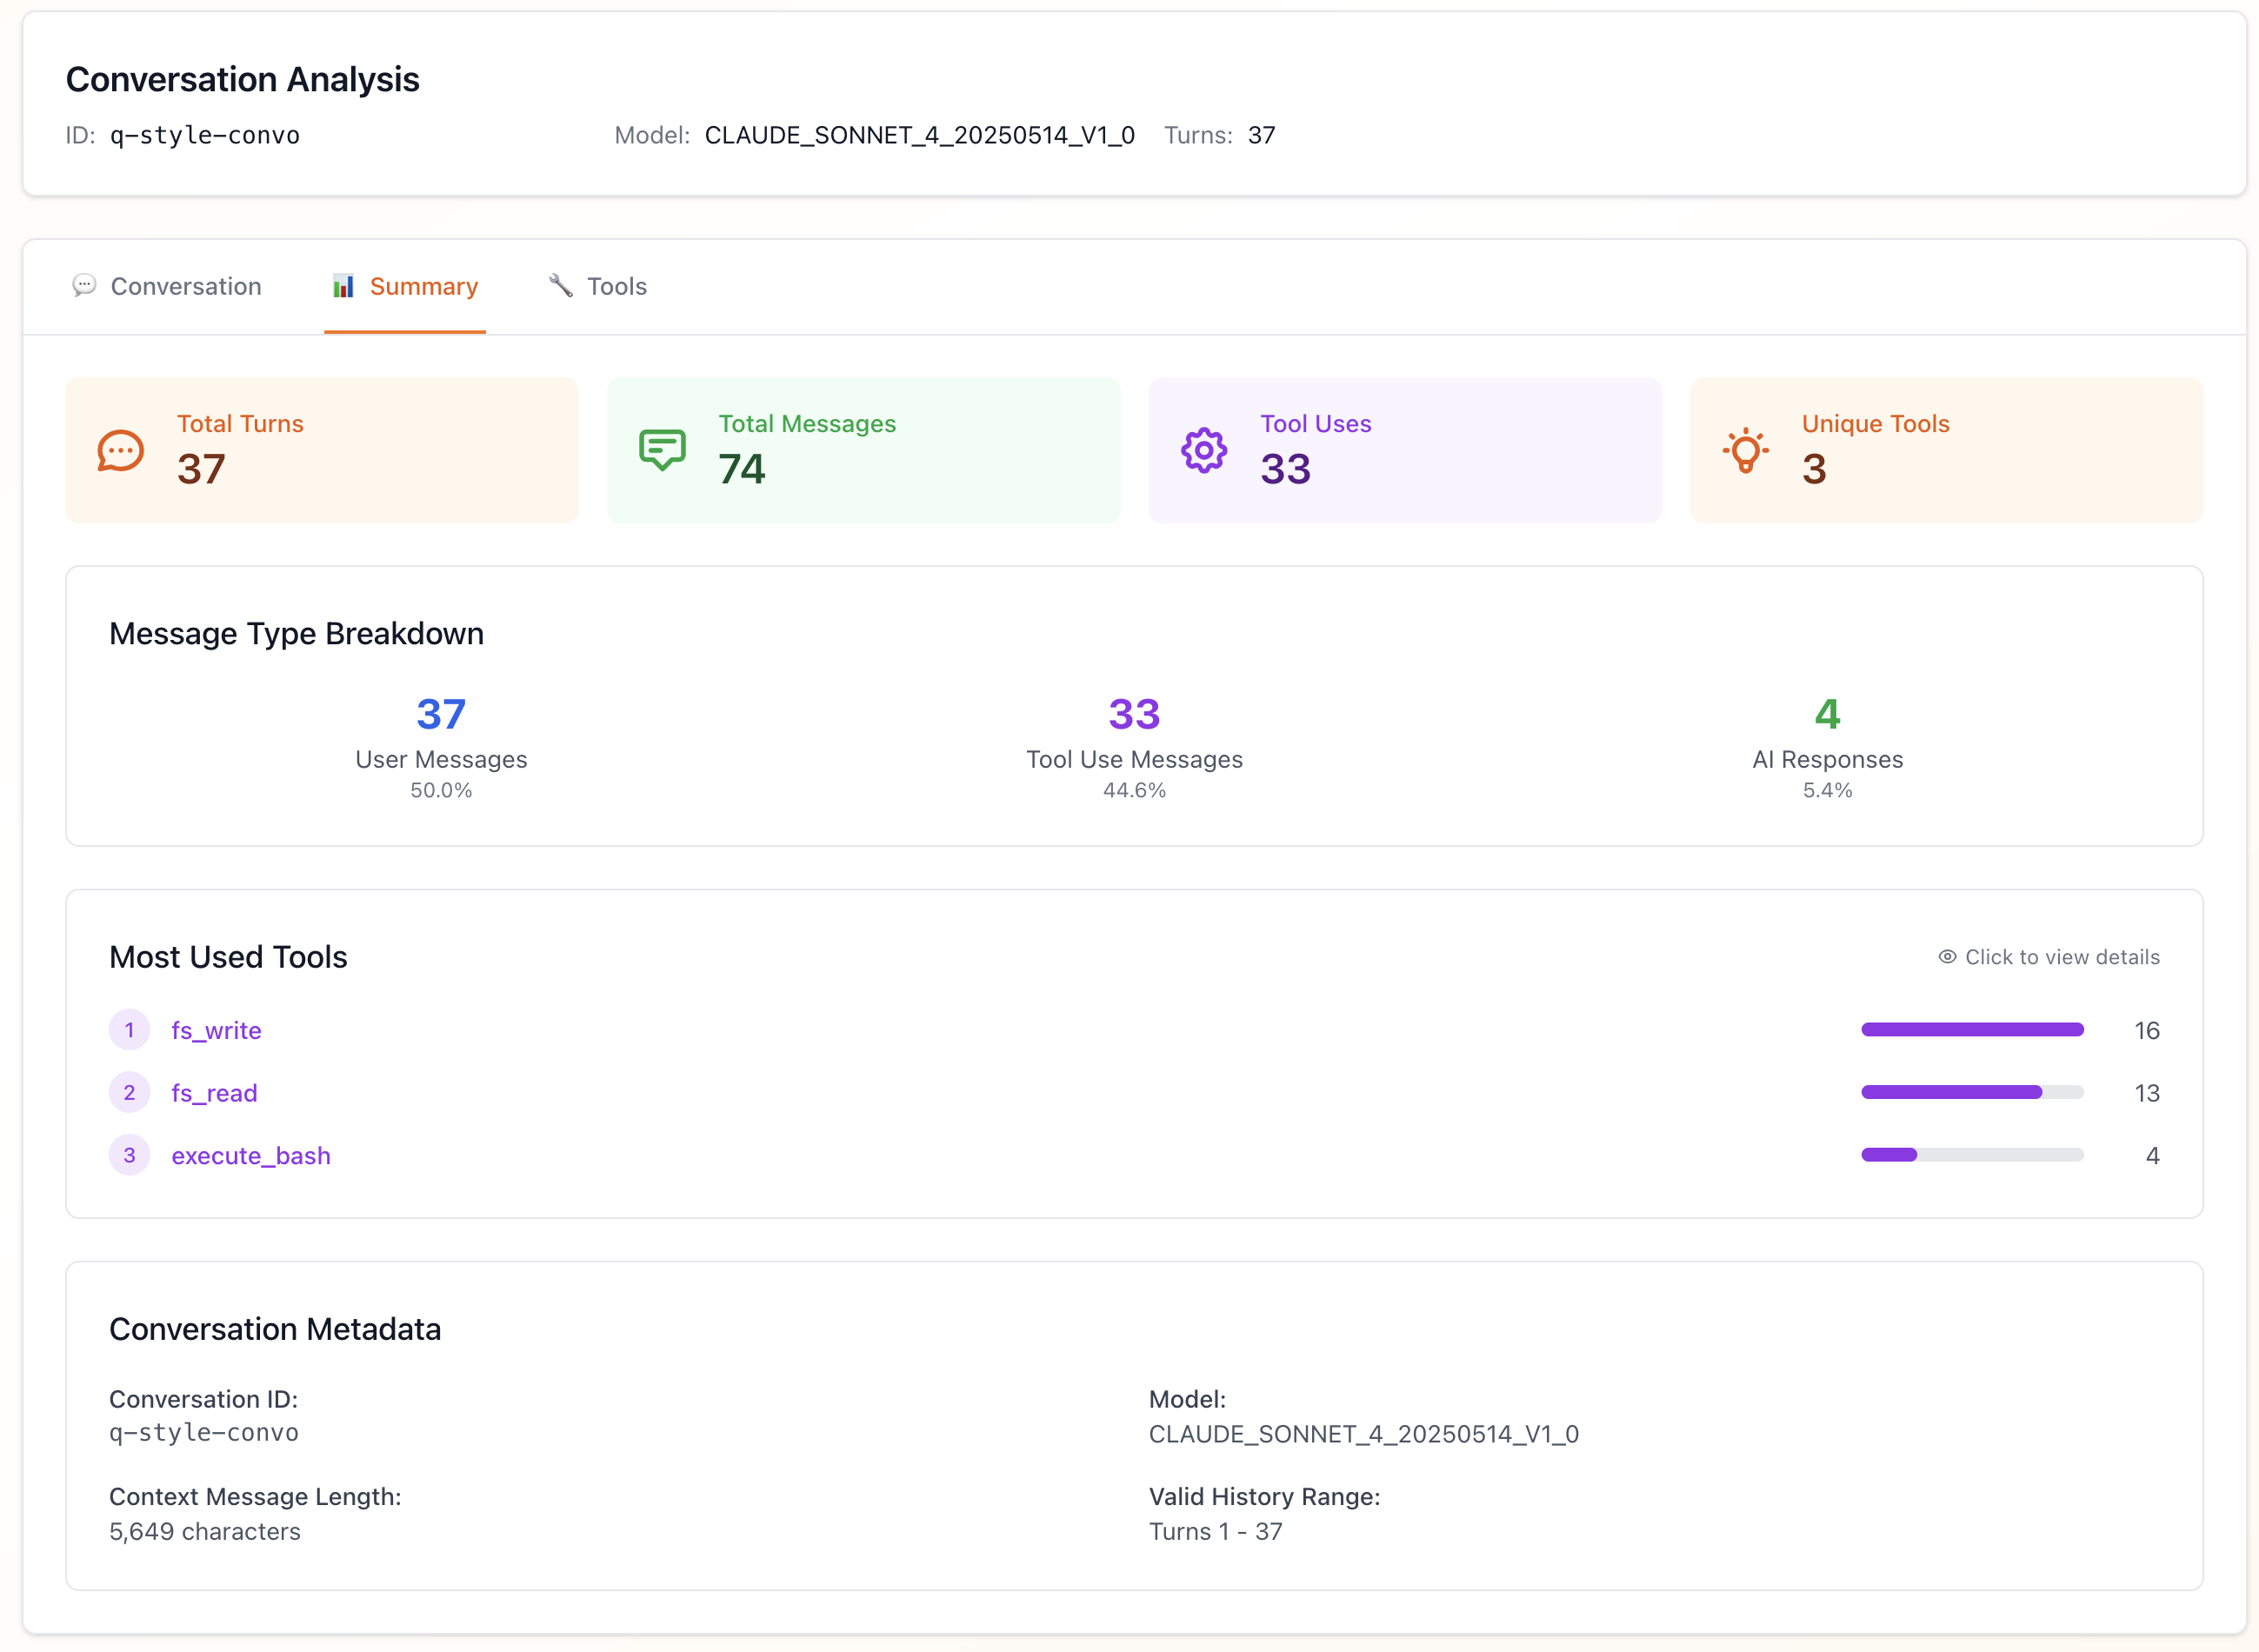 Conversation Analysis
ID: q-style-convo Model: CLAUDE_SONNET_4_20250514_V1_0 Turns: 37
Conversation Summary Tools
Total Turns
37
Total Messages
74
Tool Uses
33
Unique Tools
3
Message Type Breakdown
37
User Messages
50.0%
33
Tool Use Messages
44.6%
4
AI Responses
5.4%
Most Used Tools
Click to view details
1 fs_write 16
2 fs_read 13
3 execute_bash 4
Conversation Metadata
Conversation ID:
q-style-convo
Model:
CLAUDE_SONNET_4_20250514_V1_0
Context Message Length:
5,649 characters
Valid History Range:
Turns 1 - 37